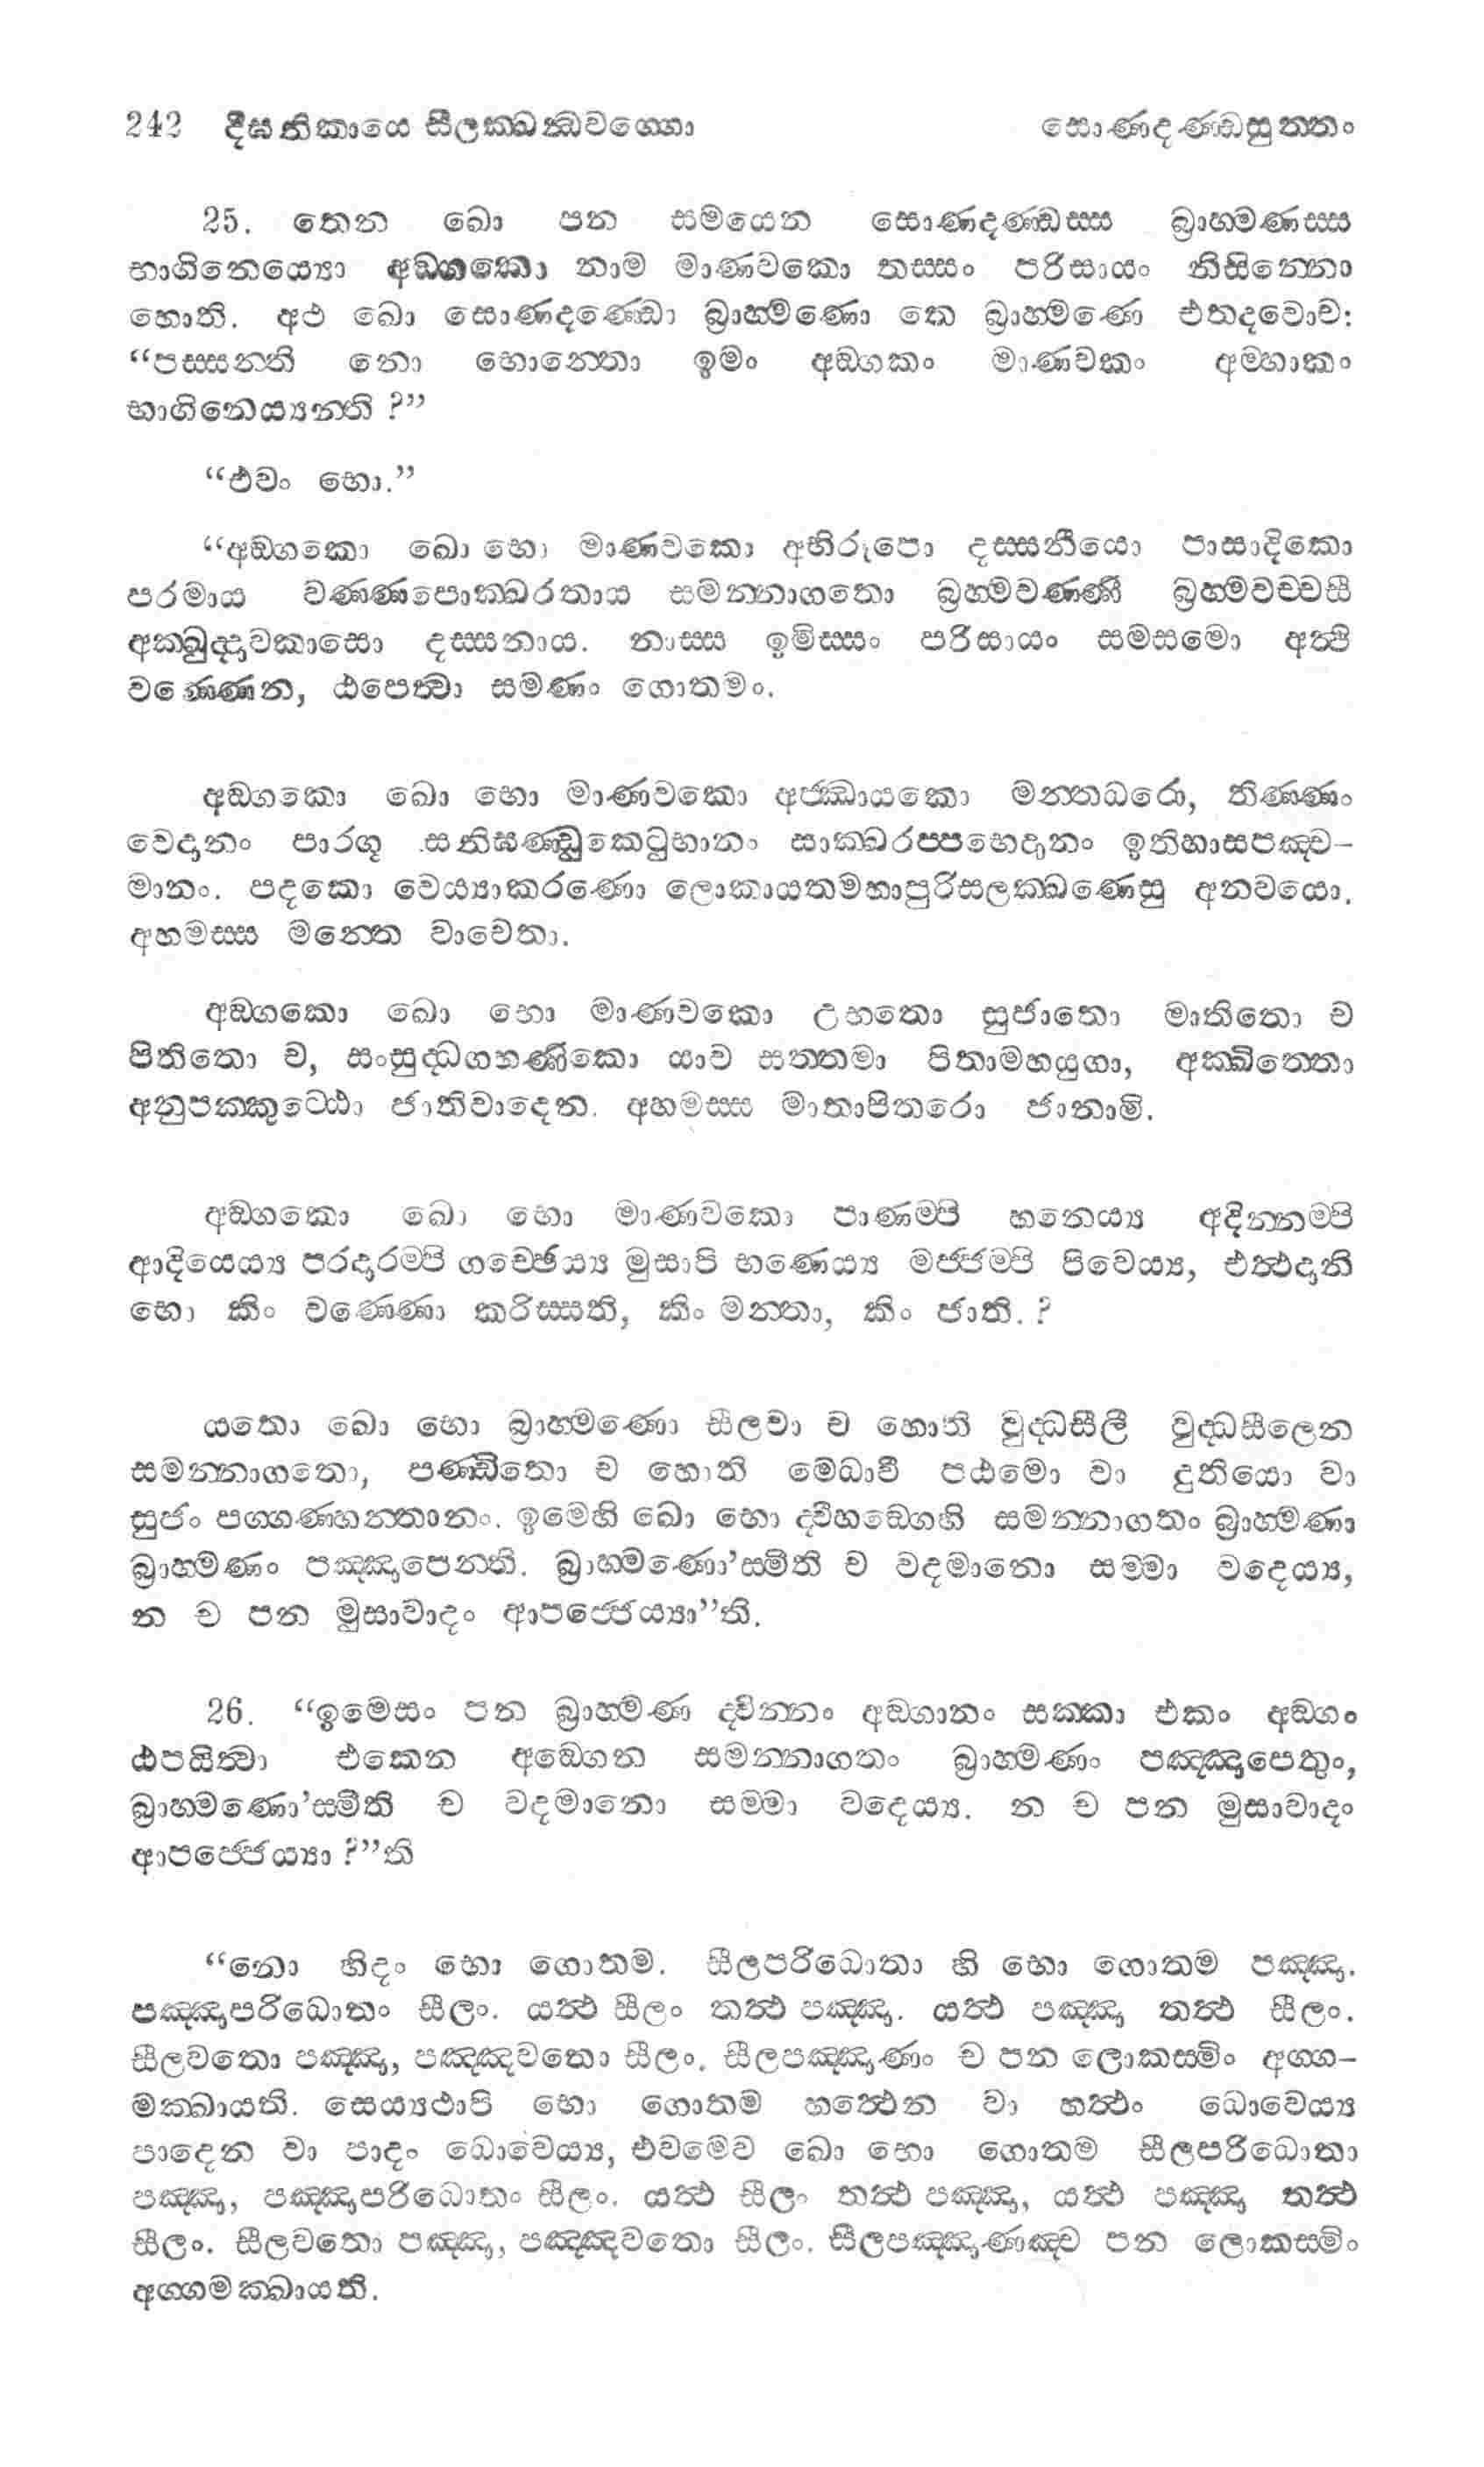 242 දීඝනිකායෙ සීලක්ඛන්ධවග්ගො සොණදණ්ඩසුත්තං
25. තෙන ඛො පන සමයෙන සොණදණ්ඩස්ස බ්‍රාහ්මණස්ස
භාගිනෙය්‍යො අඞ්ගකො නාම මාණවකො තස්සං පරිසායං නිසින්නො
හොති. අථ ඛො සොණදණ්ඩො බ්‍රාහ්මණො තෙ බ්‍රාහ්මණෙ එතදවොච:
“පස්සන්ති නො භොන්තො ඉමං අඞ්ගකං මාණවකං අම්හාකං
භාගිනෙය්‍යන්ති ?”
“එවං භො.”
“අඞ්ගකො ඛො භො මාණවකො අභිරූපො දස්සනීයො පාසාදිකො
පරමාය වණ්ණපොක්ඛරතාය සමන්නාගතො බ්‍රහ්මවණ්ණී බ්‍රහ්මවච්චසී
අක්ඛුද්දාවකාසො දස්සනාය. නාස්ස ඉමිස්සං පරිසායං සමසමො අත්ථි
වණ්ණෙන, ඨපෙත්වා සමණං ගොතමං.
අඞ්ගකො ඛො භො මාණවකො අජ්ඣායකො මන්තධරො, තිණ්ණං
වෙදානං පාරගූ සනිඝණ්ඩුකෙටුභානං සාක්ඛරප්පභෙදානං ඉතිහාසපඤ්ච-
මානං. පදකො වෙය්‍යාකරණො ලොකායතමහාපුරිසලක්ඛණෙසු අනවයො.
අහමස්ස මන්තෙ වාචෙතා.
අඞ්ගකො ඛො භො මාණවකො උභතො සුජාතො මාතිතො ච
පිතිතො ච, සංසුද්ධගහණිකො යාව සත්තමා පිතාමහයුගා, අක්ඛිත්තො
අනුපක්කුට්ඨො ජාතිවාදෙන. අහමස්ස මාතාපිතරො ජානාමි.
අඞ්ගකො ඛො භො මාණවකො පාණම්පි හනෙය්‍ය අදින්නම්පි
ආදියෙය්‍ය පරදාරම්පි ගච්ඡෙය්‍ය මුසාපි භණෙය්‍ය මජ්ජම්පි පිවෙය්‍ය, එත්ථදානි
භො කිං වණ්ණො කරිස්සති, කිං මන්තා, කිං ජාති. ?
යතො ඛො භො බ්‍රාහ්මණො සීලවා ච හොති වුද්ධසීලී වුද්ධසීලෙන
සමන්නාගතො, පණ්ඩිතො ච හොති මෙධාවී පඨමො වා දුතියො වා
සුජං පග්ගණ්හන්තානං. ඉමෙහි ඛො භො ද්වීහඞ්ගෙහි සමන්නාගතං බ්‍රාහ්මණා
බ්‍රාහ්මණං පඤ්ඤාපෙන්ති. බ්‍රාහ්මණො’ස්මීති ච වදමානො සම්මා වදෙය්‍ය,
න ච පන මුසාවාදං ආපජ්ජෙය්‍යා”ති.
26. “ඉමෙසං පන බ්‍රාහ්මණ ද්වින්නං අඞ්ගානං සක්කා එකං අඞ්ගං
ඨපයිත්වා එකෙන අඞ්ගෙන සමන්නාගතං බ්‍රාහ්මණං පඤ්ඤාපෙතුං,
බ්‍රාහ්මණො’ස්මීති ච වදමානො සම්මා වදෙය්‍ය. න ච පන මුසාවාදං
ආපජ්ජෙය්‍යා ?”ති
“නො හිදං භො ගොතම. සීලපරිධොතා හි භො ගොතම පඤ්ඤා.
පඤ්ඤාපරිධොතං සීලං. යත්ථ සීලං තත්ථ පඤ්ඤා. යත්ථ පඤ්ඤා තත්ථ සීලං.
සීලවතො පඤ්ඤා, පඤ්ඤවතො සීලං. සීලපඤ්ඤාණං ච පන ලොකස්මිං අග්ග-
මක්ඛායති. සෙය්‍යථාපි භො ගොතම හත්ථෙන වා හත්ථං ධොවෙය්‍ය
පාදෙන වා පාදං ධොවෙය්‍ය, එවමෙව ඛො භො ගොතම සීලපරිධොතා
පඤ්ඤා, පඤ්ඤාපරිධොතං සීලං. යත්ථ සීලං තත්ථ පඤ්ඤා, යත්ථ පඤ්ඤා තත්ථ
සීලං. සීලවතො පඤ්ඤා, පඤ්ඤවතො සීලං. සීලපඤ්ඤාණඤ්ච පන ලොකස්මිං
අග්ගමක්ඛායති.